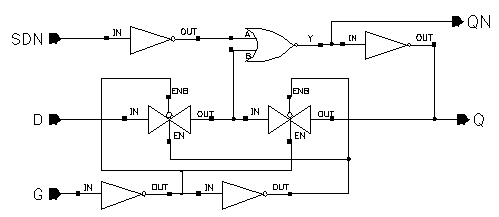 QN
SDN IN OUT A Y IN OUT
B
ENB ENB
D IN OUT IN OUT Q
EN EN
G IN OUT IN OUT